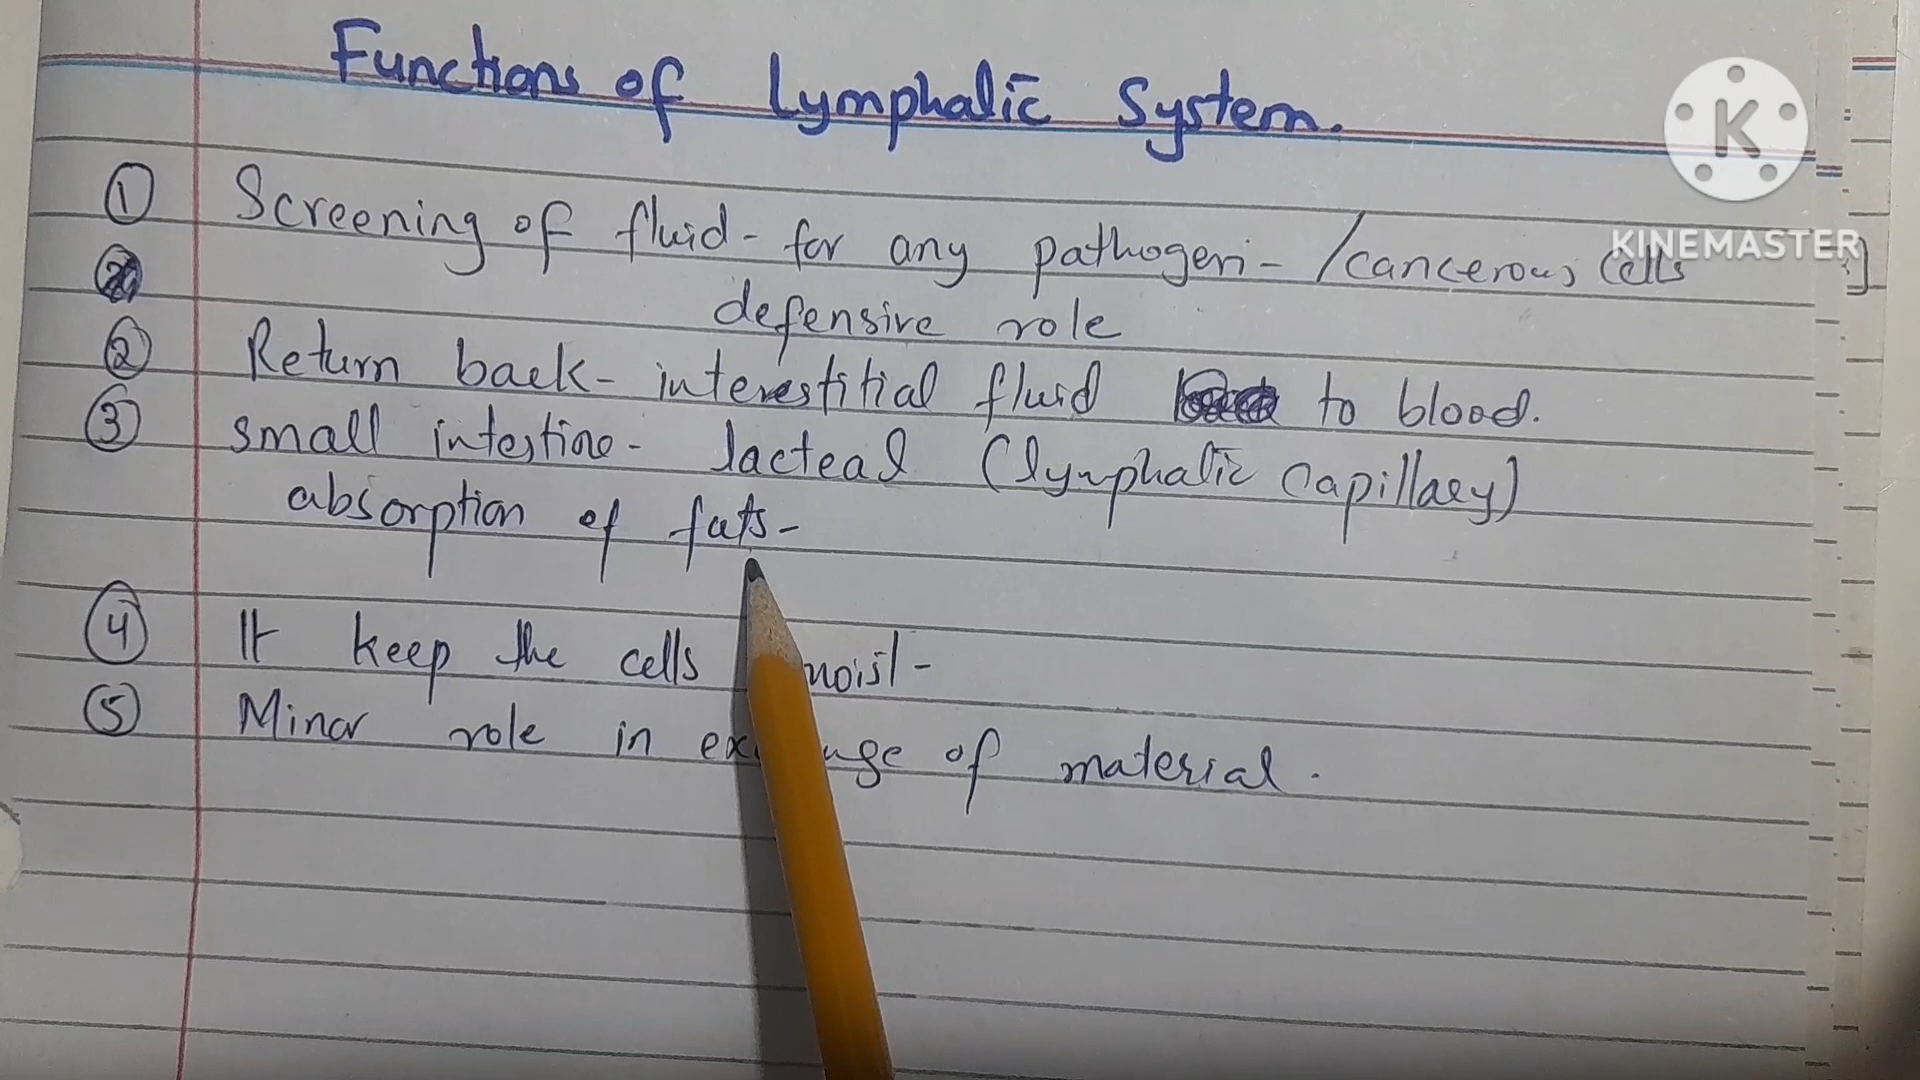 Functions of Lymphatic System.
① Screening of fluid - for any pathogen - /cancerous cells
defensive role
② Return back - interestitial fluid to blood.
③ small intestine - lacteal (lymphatic capillary)
absorption of fats -
④ It keep the cells moist -
⑤ Minor role in exchange of material.
KINEMASTER